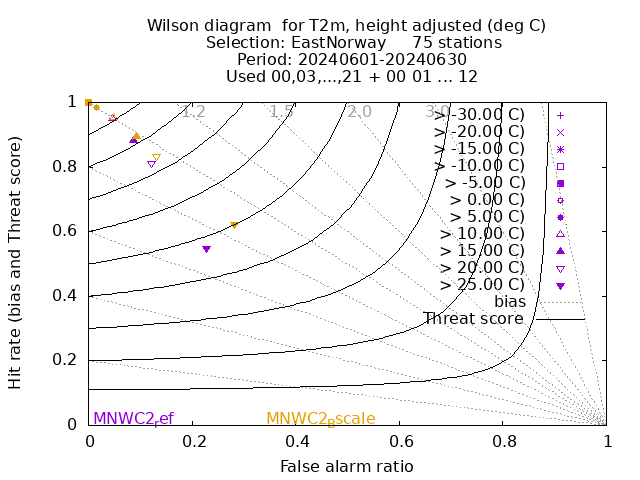 Wilson diagram  for T2m, height adjusted (deg C)
Selection: EastNorway     75 stations
Period: 20240601-20240630
Used 00,03,...,21 + 00 01 ... 12
Hit rate (bias and Threat score)
1
0.8
0.6
0.4
0.2
0
1.2
1.5
2.0
3.0
> -30.00 C)
> -20.00 C)
> -15.00 C)
> -10.00 C)
> -5.00 C)
> 0.00 C)
> 5.00 C)
> 10.00 C)
> 15.00 C)
> 20.00 C)
> 25.00 C)
bias
Threat score
MNWC2ref MNWC2Bscale
0 0.2 0.4 0.6 0.8 1
False alarm ratio